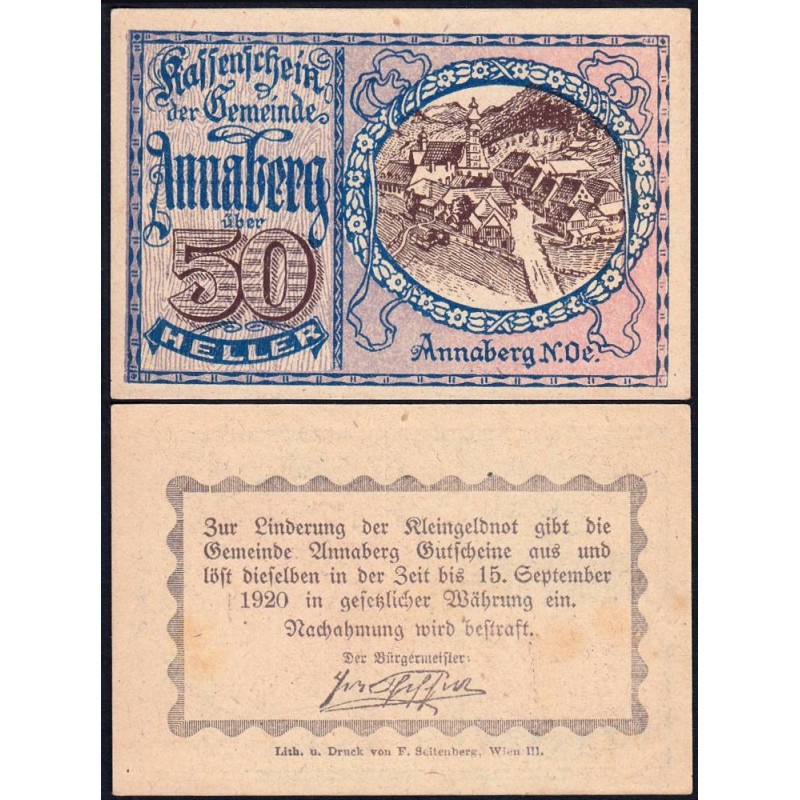 Kassenschein
der Gemeinde
Annaberg
über
50
HELLER
Annaberg N.Oe.
Zur Linderung der Kleingeldnot gibt die
Gemeinde Annaberg Gutscheine aus und
löst dieselben in der Zeit bis 15. September
1920 in gesetzlicher Währung ein.
Nachahmung wird bestraft.
Der Bürgermeister:
Lith. u. Druck von F. Seitenberg, Wien III.